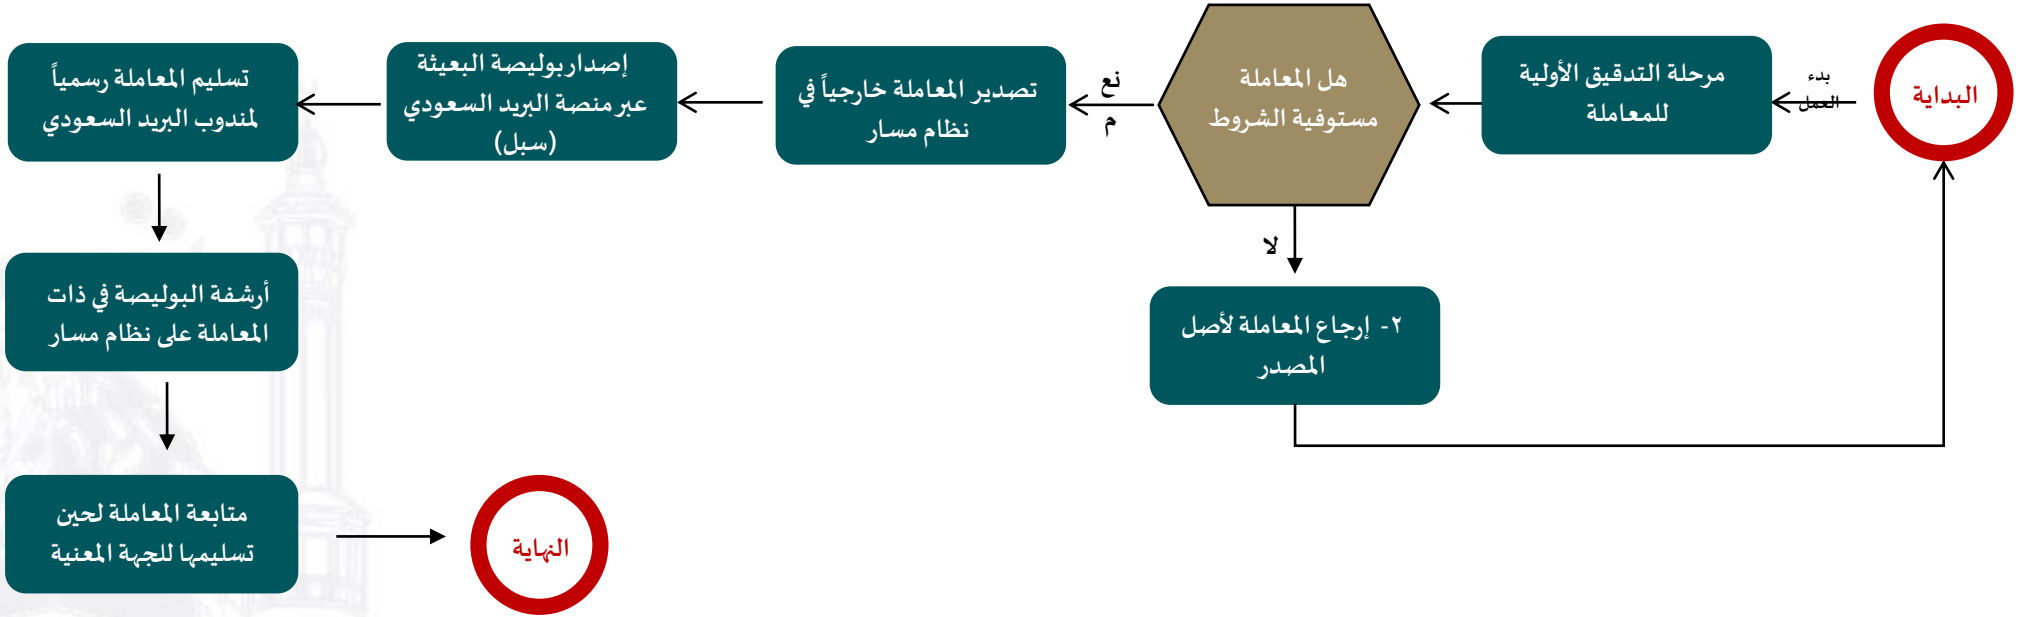 البداية
بدء
العمل
مرحلة التدقيق الأولية
للمعاملة
هل المعاملة
مستوفية الشروط
نع
م
تصدير المعاملة خارجياً في
نظام مسار
إصدار بوليصة البعيثة
عبر منصة البريد السعودي
(سبل)
تسليم المعاملة رسمياً
لمندوب البريد السعودي
لا
٢- إرجاع المعاملة لأصل
المصدر
أرشفة البوليصة في ذات
المعاملة على نظام مسار
متابعة المعاملة لحين
تسليمها للجهة المعنية
النهاية